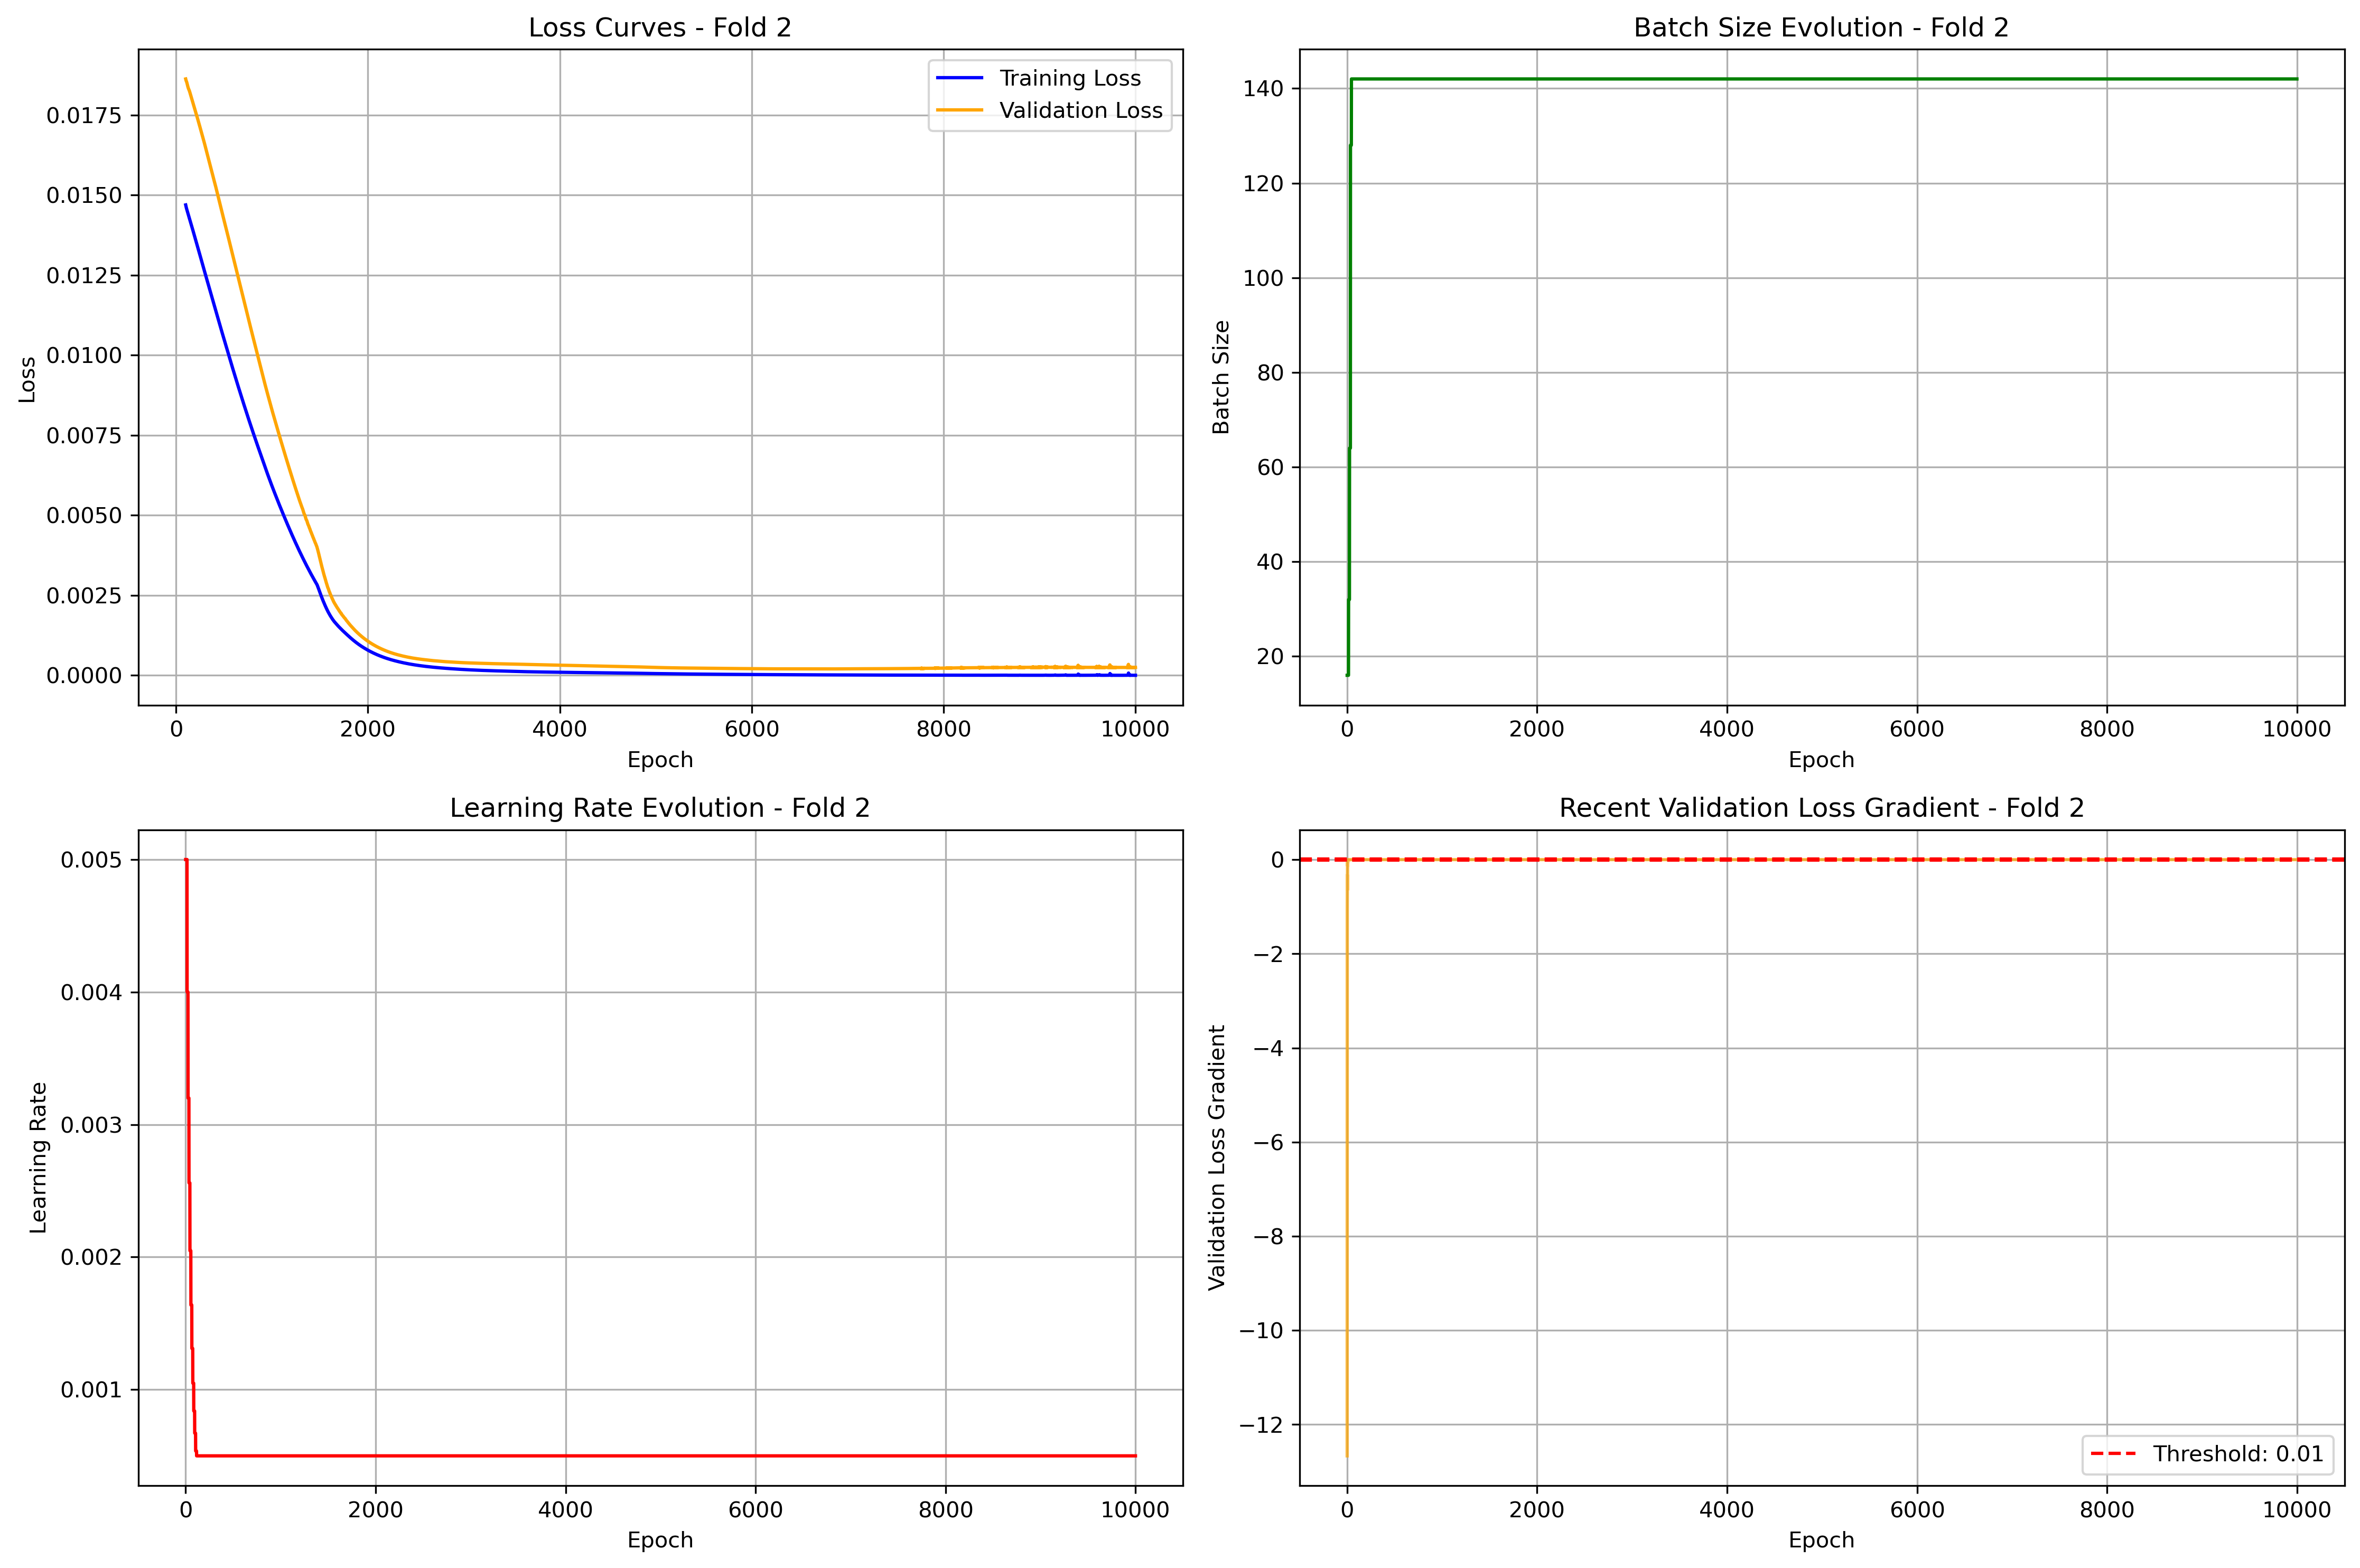 Loss Curves - Fold 2
Training Loss
Validation Loss
0.0175
0.0150
0.0125
0.0100
0.0075
0.0050
0.0025
0.0000
Loss
0 2000 4000 6000 8000 10000
Epoch
Batch Size Evolution - Fold 2
140
120
100
80
60
40
20
Batch Size
0 2000 4000 6000 8000 10000
Epoch
Learning Rate Evolution - Fold 2
0.005
0.004
0.003
0.002
0.001
Learning Rate
0 2000 4000 6000 8000 10000
Epoch
Recent Validation Loss Gradient - Fold 2
0
−2
−4
−6
−8
−10
−12
Validation Loss Gradient
Threshold: 0.01
0 2000 4000 6000 8000 10000
Epoch